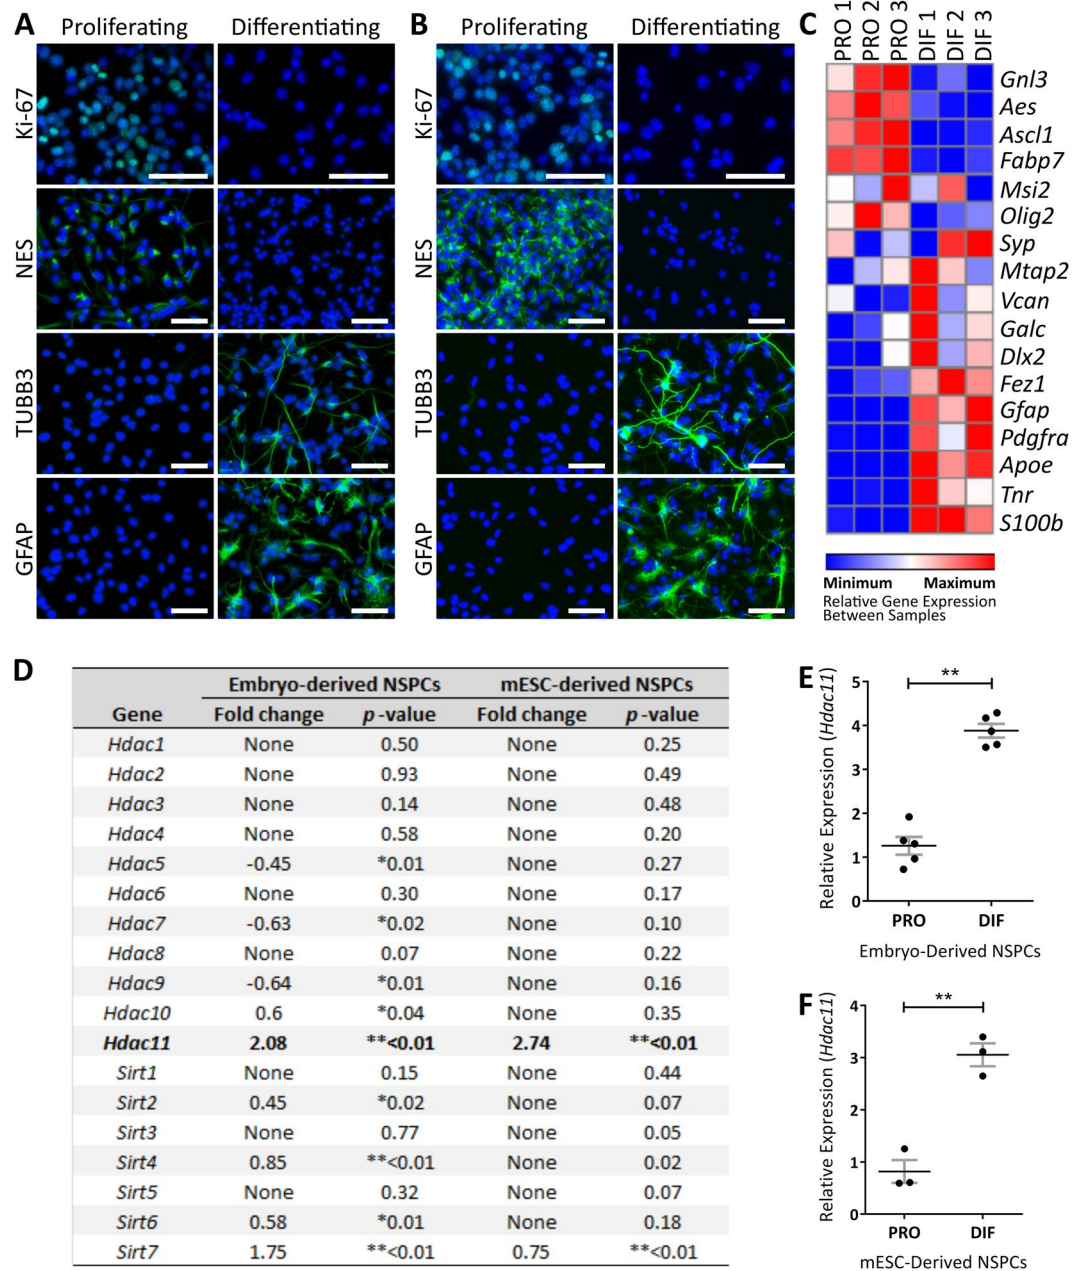 A Proliferating Differentiating
Ki-67
NES
TUBB3
GFAP
B Proliferating Differentiating
Ki-67
NES
TUBB3
GFAP
C PRO 1 PRO 2 PRO 3 DIF 1 DIF 2 DIF 3
Gnl3
Aes
Ascl1
Fabp7
Msi2
Olig2
Syp
Mtap2
Vcan
Galc
Dlx2
Fez1
Gfap
Pdgfra
Apoe
Tnr
S100b
Minimum Maximum
Relative Gene Expression
Between Samples
D
Embryo-derived NSPCs mESC-derived NSPCs
Gene Fold change p-value Fold change p-value
Hdac1 None 0.50 None 0.25
Hdac2 None 0.93 None 0.49
Hdac3 None 0.14 None 0.48
Hdac4 None 0.58 None 0.20
Hdac5 -0.45 *0.01 None 0.27
Hdac6 None 0.30 None 0.17
Hdac7 -0.63 *0.02 None 0.10
Hdac8 None 0.07 None 0.22
Hdac9 -0.64 *0.01 None 0.16
Hdac10 0.6 *0.04 None 0.35
Hdac11 2.08 **<0.01 2.74 **<0.01
Sirt1 None 0.15 None 0.44
Sirt2 0.45 *0.02 None 0.07
Sirt3 None 0.77 None 0.05
Sirt4 0.85 **<0.01 None 0.02
Sirt5 None 0.32 None 0.07
Sirt6 0.58 *0.01 None 0.18
Sirt7 1.75 **<0.01 0.75 **<0.01
E
Relative Expression (Hdac11)
**
5
4
3
2
1
0
PRO DIF
Embryo-Derived NSPCs
F
Relative Expression (Hdac11)
**
4
3
2
1
0
PRO DIF
mESC-Derived NSPCs